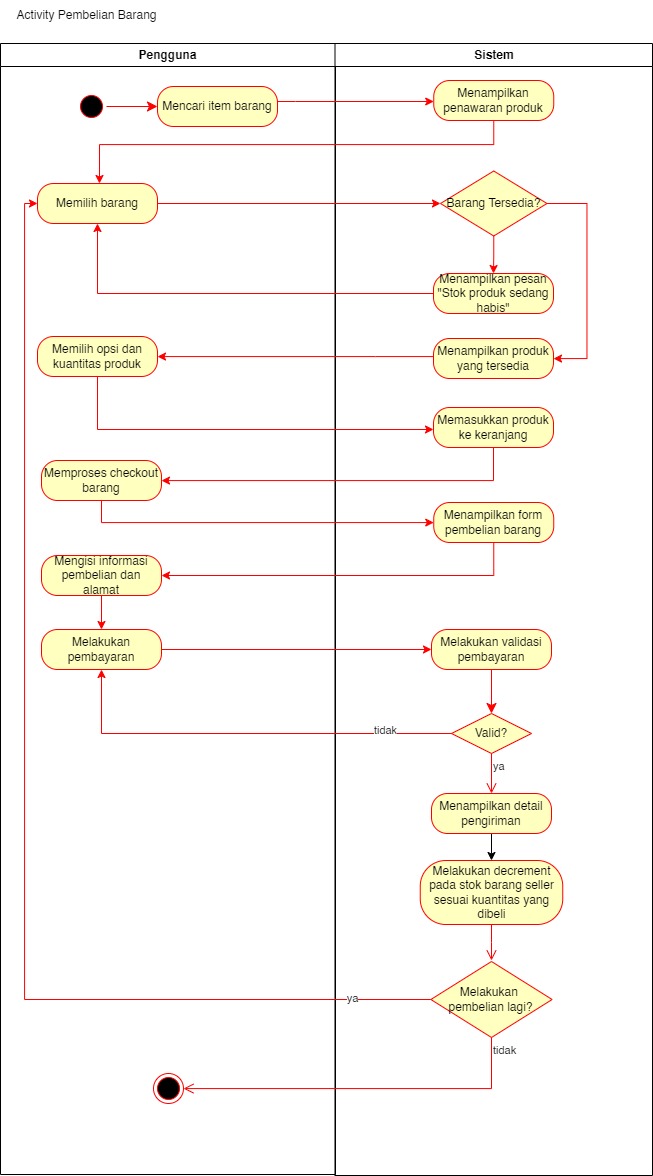 Activity Pembelian Barang
Pengguna
Sistem
Mencari item barang
Menampilkan
penawaran produk
Memilih barang
Barang Tersedia?
Menampilkan pesan
"Stok produk sedang
habis"
Memilih opsi dan
kuantitas produk
Menampilkan produk
yang tersedia
Memasukkan produk
ke keranjang
Memproses checkout
barang
Menampilkan form
pembelian barang
Mengisi informasi
pembelian dan
alamat
Melakukan
pembayaran
Melakukan validasi
pembayaran
tidak
Valid?
ya
Menampilkan detail
pengiriman
Melakukan decrement
pada stok barang seller
sesuai kuantitas yang
dibeli
ya
Melakukan
pembelian lagi?
tidak